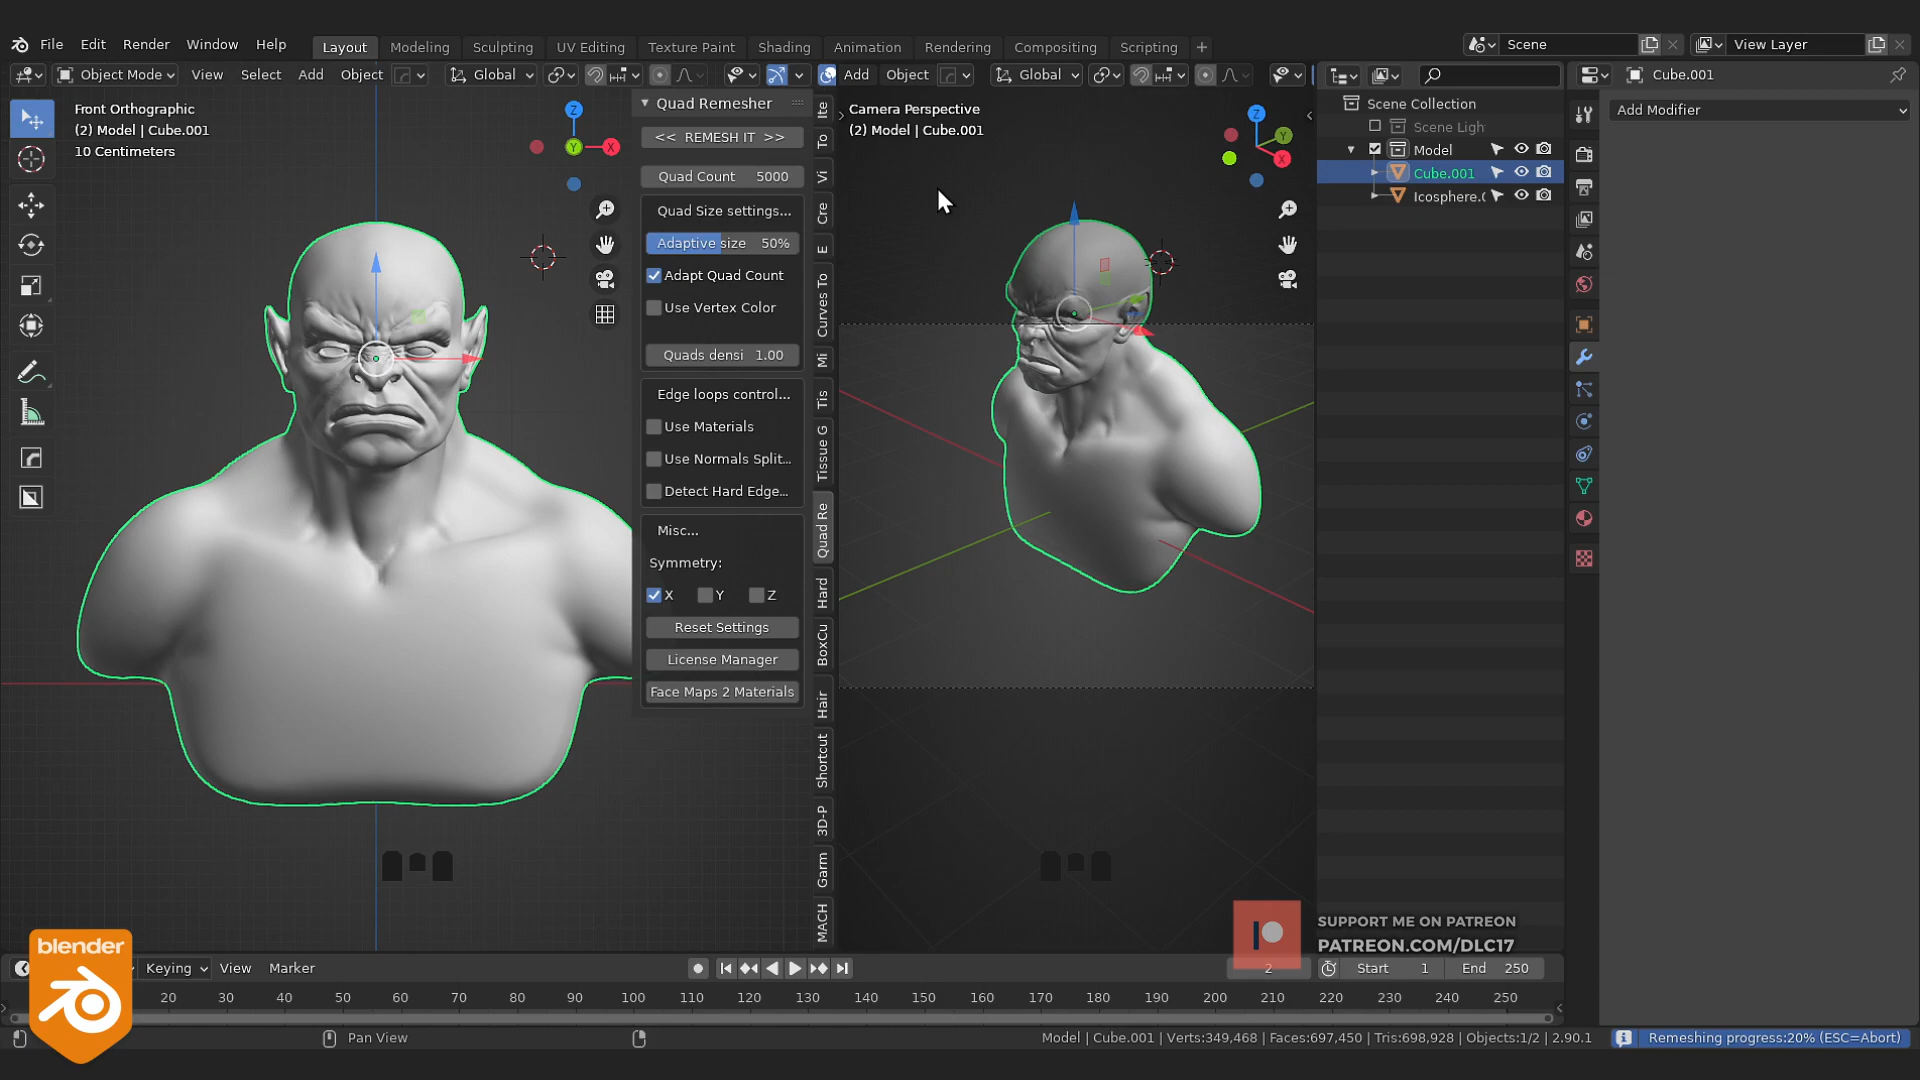 File Edit Render Window Help Layout Modeling Sculpting UV Editing Texture Paint Shading Animation Rendering Compositing Scripting + Scene View Layer
Object Mode View Select Add Object Global Add Object Global Cube.001
Front Orthographic
(2) Model | Cube.001
10 Centimeters
Z
Y
X
Quad Remesher
<< REMESH IT >>
Quad Count 5000
Quad Size settings...
Adaptive size 50%
Adapt Quad Count
Use Vertex Color
Quads densi 1.00
Edge loops control...
Use Materials
Use Normals Split...
Detect Hard Edge...
Misc...
Symmetry:
X Y Z
Reset Settings
License Manager
Face Maps 2 Materials
Ite
To
Vi
Cre
E
Curves To
Mi
Tis
Tissue G
Quad Re
Hard
BoxCu
Hair
Shortcut
3D-P
Garm
MACH
Camera Perspective
(2) Model | Cube.001
Z
Y
X
Scene Collection
Scene Ligh
Model
Cube.001
Icosphere.(
Add Modifier
SUPPORT ME ON PATREON
PATREON.COM/DLC17
blender
Keying View Marker 2 Start 1 End 250
20 30 40 50 60 70 80 90 100 110 120 130 140 150 160 170 180 190 200 210 220 230 240 250
Pan View Model | Cube.001 | Verts:349,468 | Faces:697,450 | Tris:698,928 | Objects:1/2 | 2.90.1 Remeshing progress:20% (ESC=Abort)